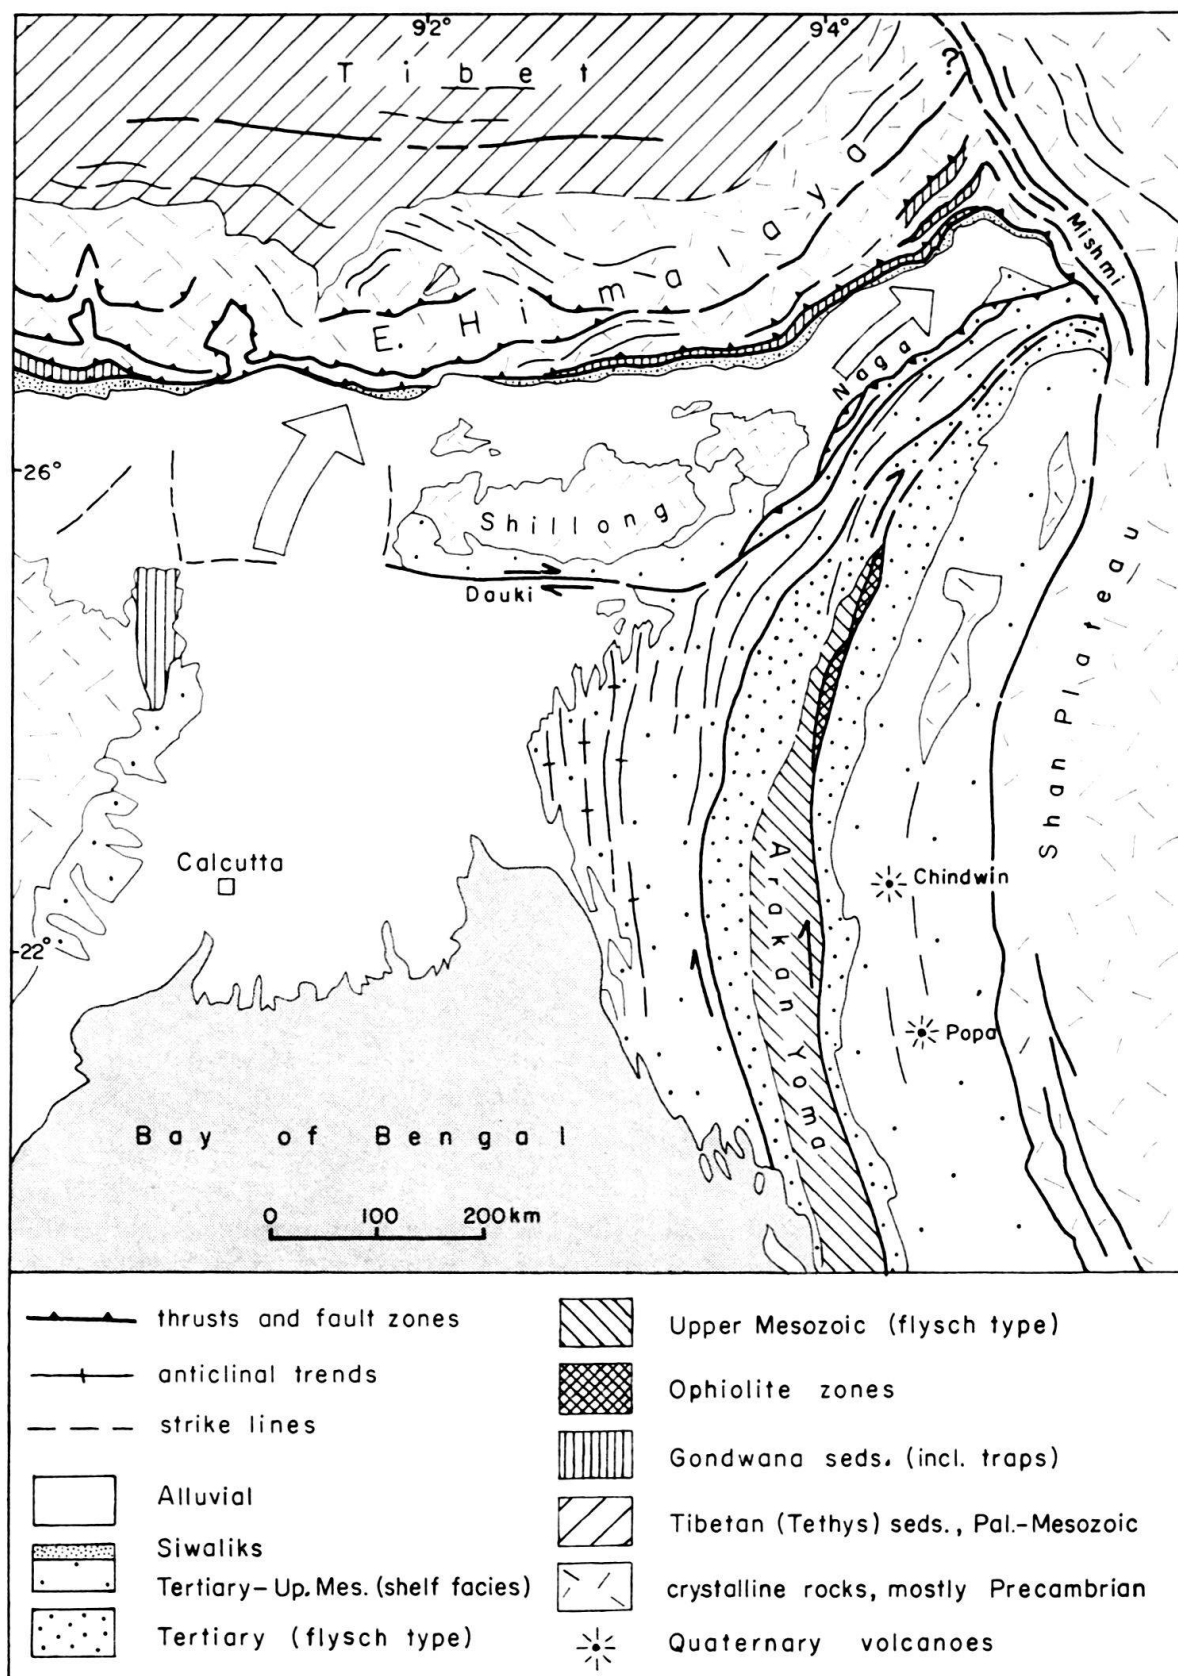 92° 94°
Tibet
?
E. Himalaya
Mishmi
Naga
26°
Shillong
Dauki
Shan Plateau
Calcutta
Arakan Yoma
Chindwin
22°
Popa
Bay of Bengal
0 100 200 km
thrusts and fault zones
anticlinal trends
strike lines
Alluvial
Siwaliks
Tertiary-Up. Mes. (shelf facies)
Tertiary (flysch type)
Upper Mesozoic (flysch type)
Ophiolite zones
Gondwana seds. (incl. traps)
Tibetan (Tethys) seds., Pal.-Mesozoic
crystalline rocks, mostly Precambrian
Quaternary volcanoes